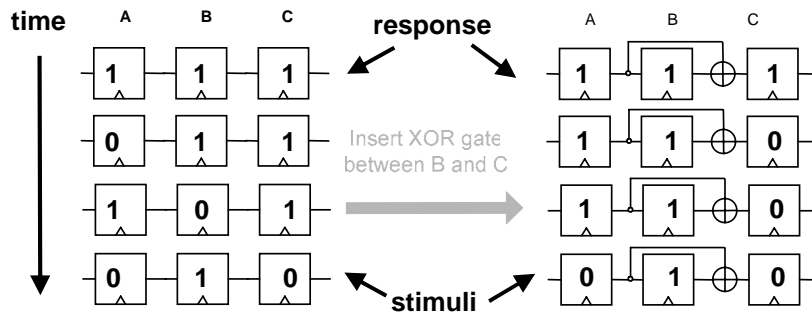 time
A B C
response
A B C
1 1 1
1 1 1
0 1 1
Insert XOR gate
between B and C
1 1 0
1 0 1
1 1 0
0 1 0
stimuli
0 1 0